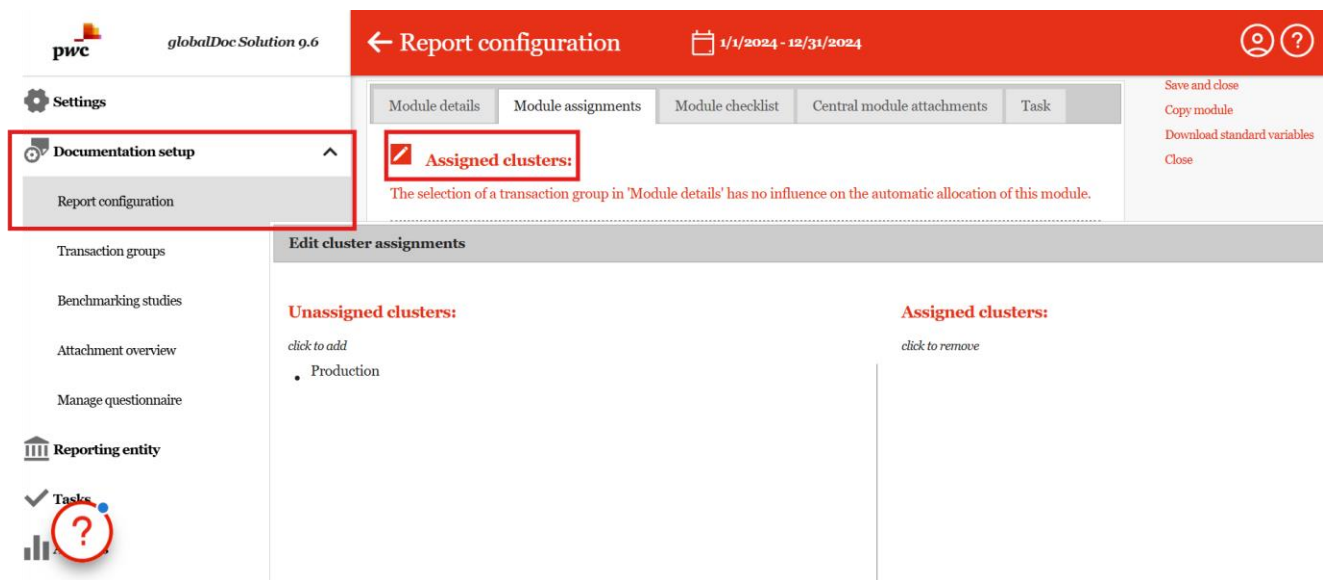 pwc
globalDoc Solution 9.6
Report configuration
1/1/2024 - 12/31/2024
?
Settings
Documentation setup
Report configuration
Transaction groups
Benchmarking studies
Attachment overview
Manage questionnaire
Reporting entity
Tasks
?
Module details
Module assignments
Module checklist
Central module attachments
Task
Save and close
Copy module
Download standard variables
Close
Assigned clusters:
The selection of a transaction group in 'Module details' has no influence on the automatic allocation of this module.
Edit cluster assignments
Unassigned clusters:
click to add
• Production
Assigned clusters:
click to remove